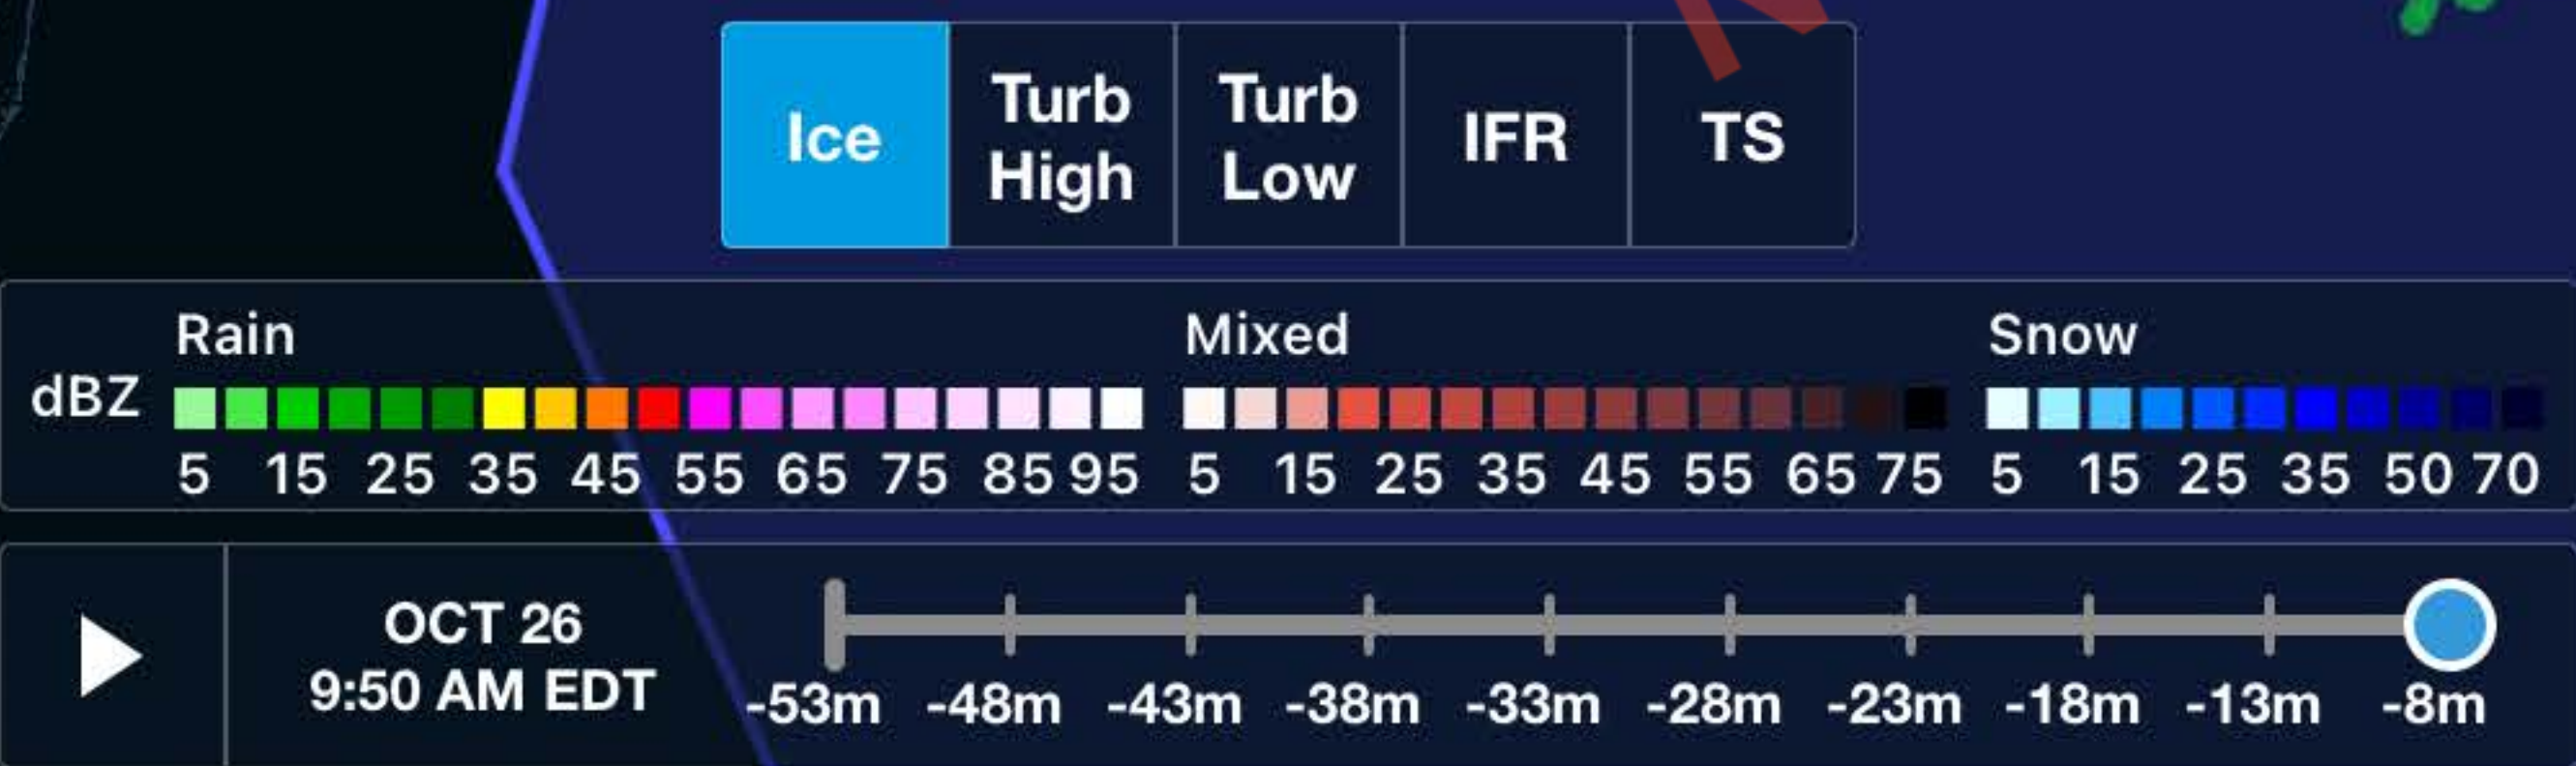 Ice
Turb High
Turb Low
IFR
TS
Rain
Mixed
Snow
dBZ
5 15 25 35 45 55 65 75 85 95
5 15 25 35 45 55 65 75
5 15 25 35 50 70
OCT 26
9:50 AM EDT
-53m -48m -43m -38m -33m -28m -23m -18m -13m -8m